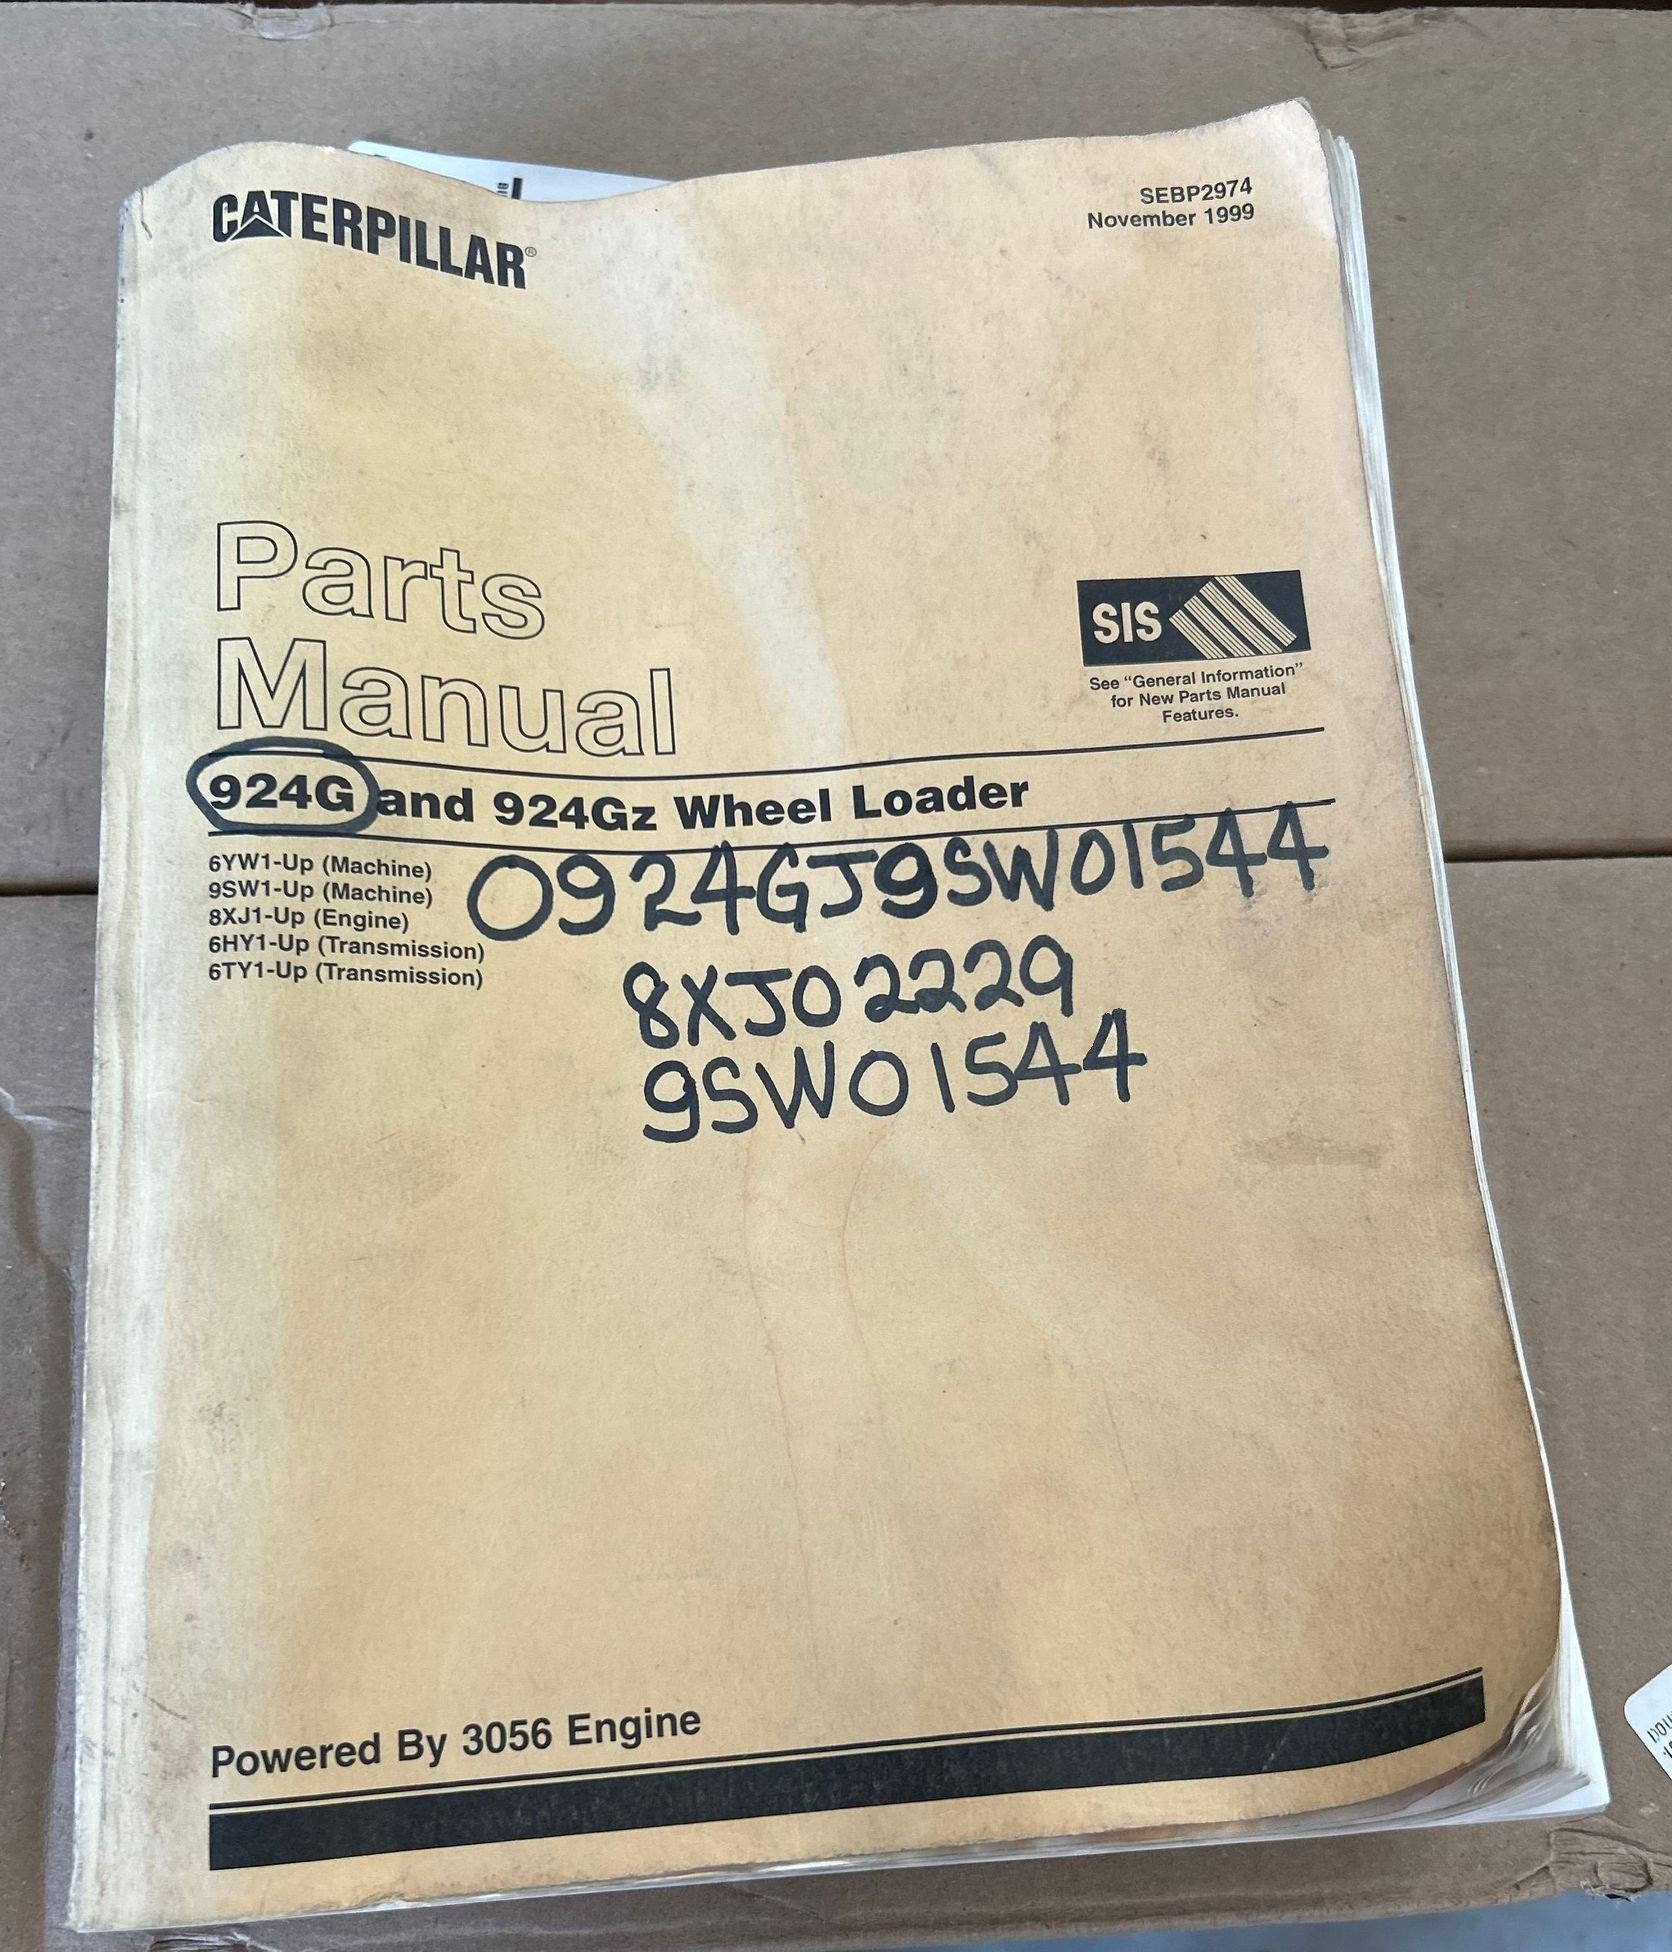 CATERPILLAR®
SEBP2974
November 1999
Parts
Manual
SIS
See “General Information”
for New Parts Manual
Features.
924G and 924Gz Wheel Loader
6YW1-Up (Machine)
9SW1-Up (Machine)
8XJ1-Up (Engine)
6HY1-Up (Transmission)
6TY1-Up (Transmission)
0924GJ9SW01544
8XJ02229
9SW01544
Powered By 3056 Engine